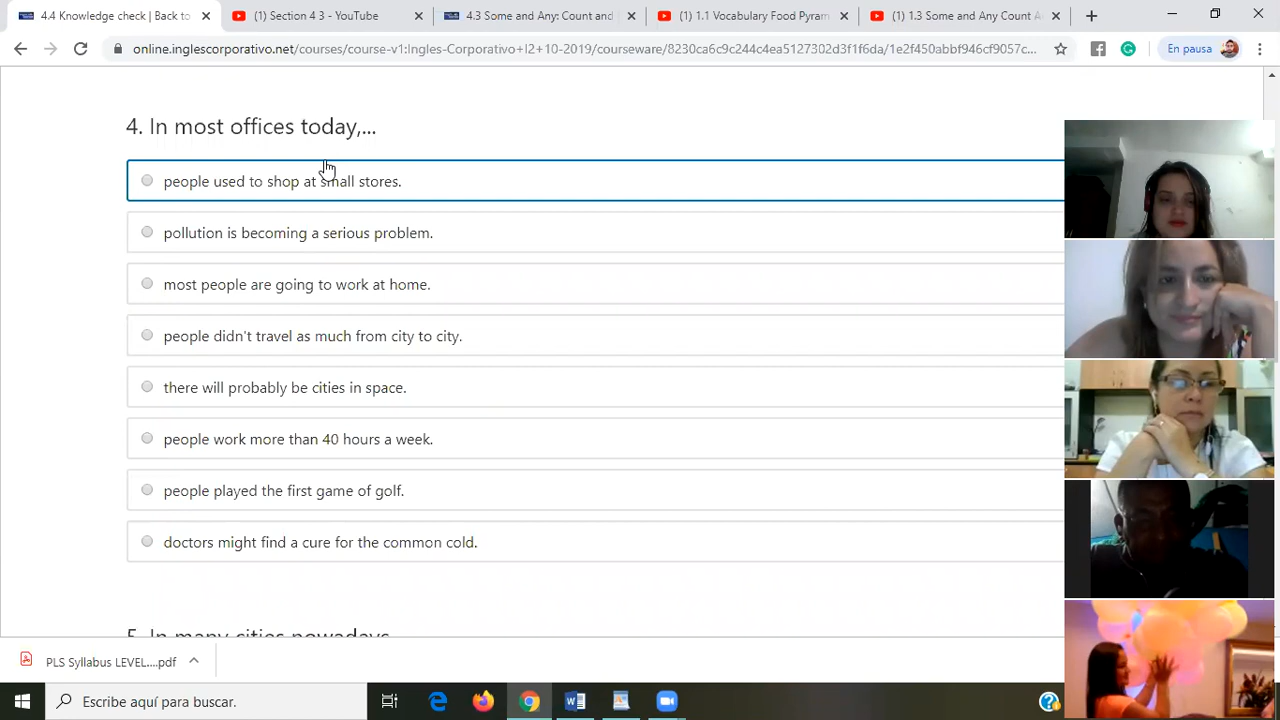 4.4 Knowledge check | Back to
(1) Section 4 3 - YouTube
4.3 Some and Any: Count and
(1) 1.1 Vocabulary Food Pyram
(1) 1.3 Some and Any Count A
online.inglescorporativo.net/courses/course-v1:Ingles-Corporativo+I2+10-2019/courseware/8230ca6c9c244c4ea5127302d3f1f6da/1e2f450abbf946cf9057c...
En pausa
4. In most offices today,...
people used to shop at small stores.
pollution is becoming a serious problem.
most people are going to work at home.
people didn't travel as much from city to city.
there will probably be cities in space.
people work more than 40 hours a week.
people played the first game of golf.
doctors might find a cure for the common cold.
5. In many cities nowadays
PLS Syllabus LEVEL....pdf
Escribe aquí para buscar.